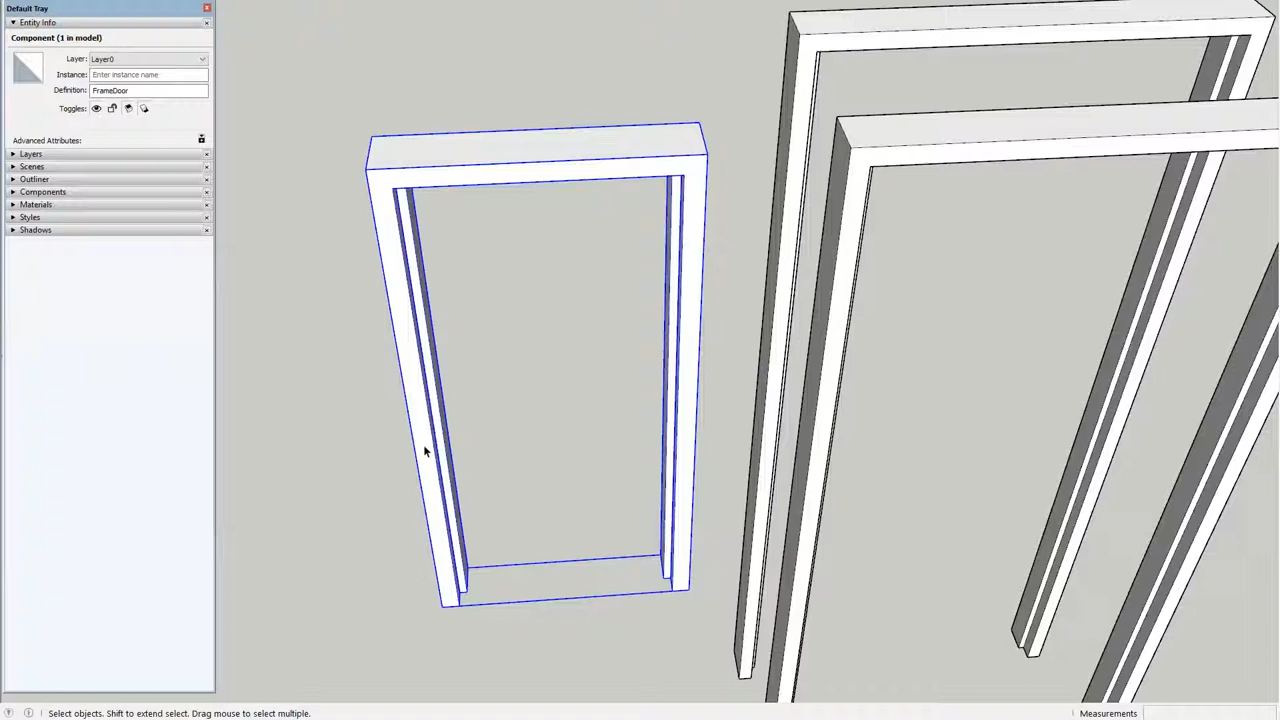 Default Tray
Entity Info
Component (1 in model)
Layer: Layer0
Instance: Enter instance name
Definition: FrameDoor
Toggles:
Advanced Attributes:
Layers
Scenes
Outliner
Components
Materials
Styles
Shadows
Select objects. Shift to extend select. Drag mouse to select multiple.
Measurements